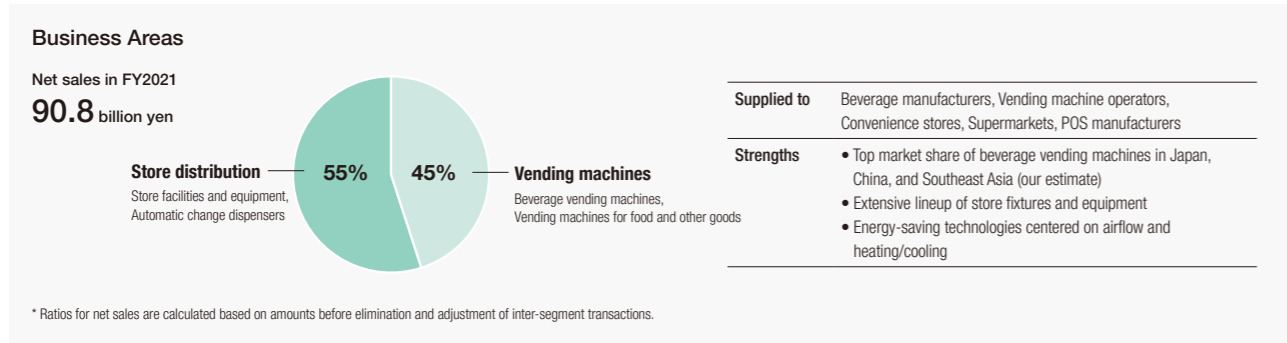 Business Areas
Net sales in FY2021
90.8 billion yen
Store distribution
Store facilities and equipment,
Automatic change dispensers
55%
45%
Vending machines
Beverage vending machines,
Vending machines for food and other goods
Supplied to
Beverage manufacturers, Vending machine operators,
Convenience stores, Supermarkets, POS manufacturers
Strengths
• Top market share of beverage vending machines in Japan,
China, and Southeast Asia (our estimate)
• Extensive lineup of store fixtures and equipment
• Energy-saving technologies centered on airflow and
heating/cooling
* Ratios for net sales are calculated based on amounts before elimination and adjustment of inter-segment transactions.